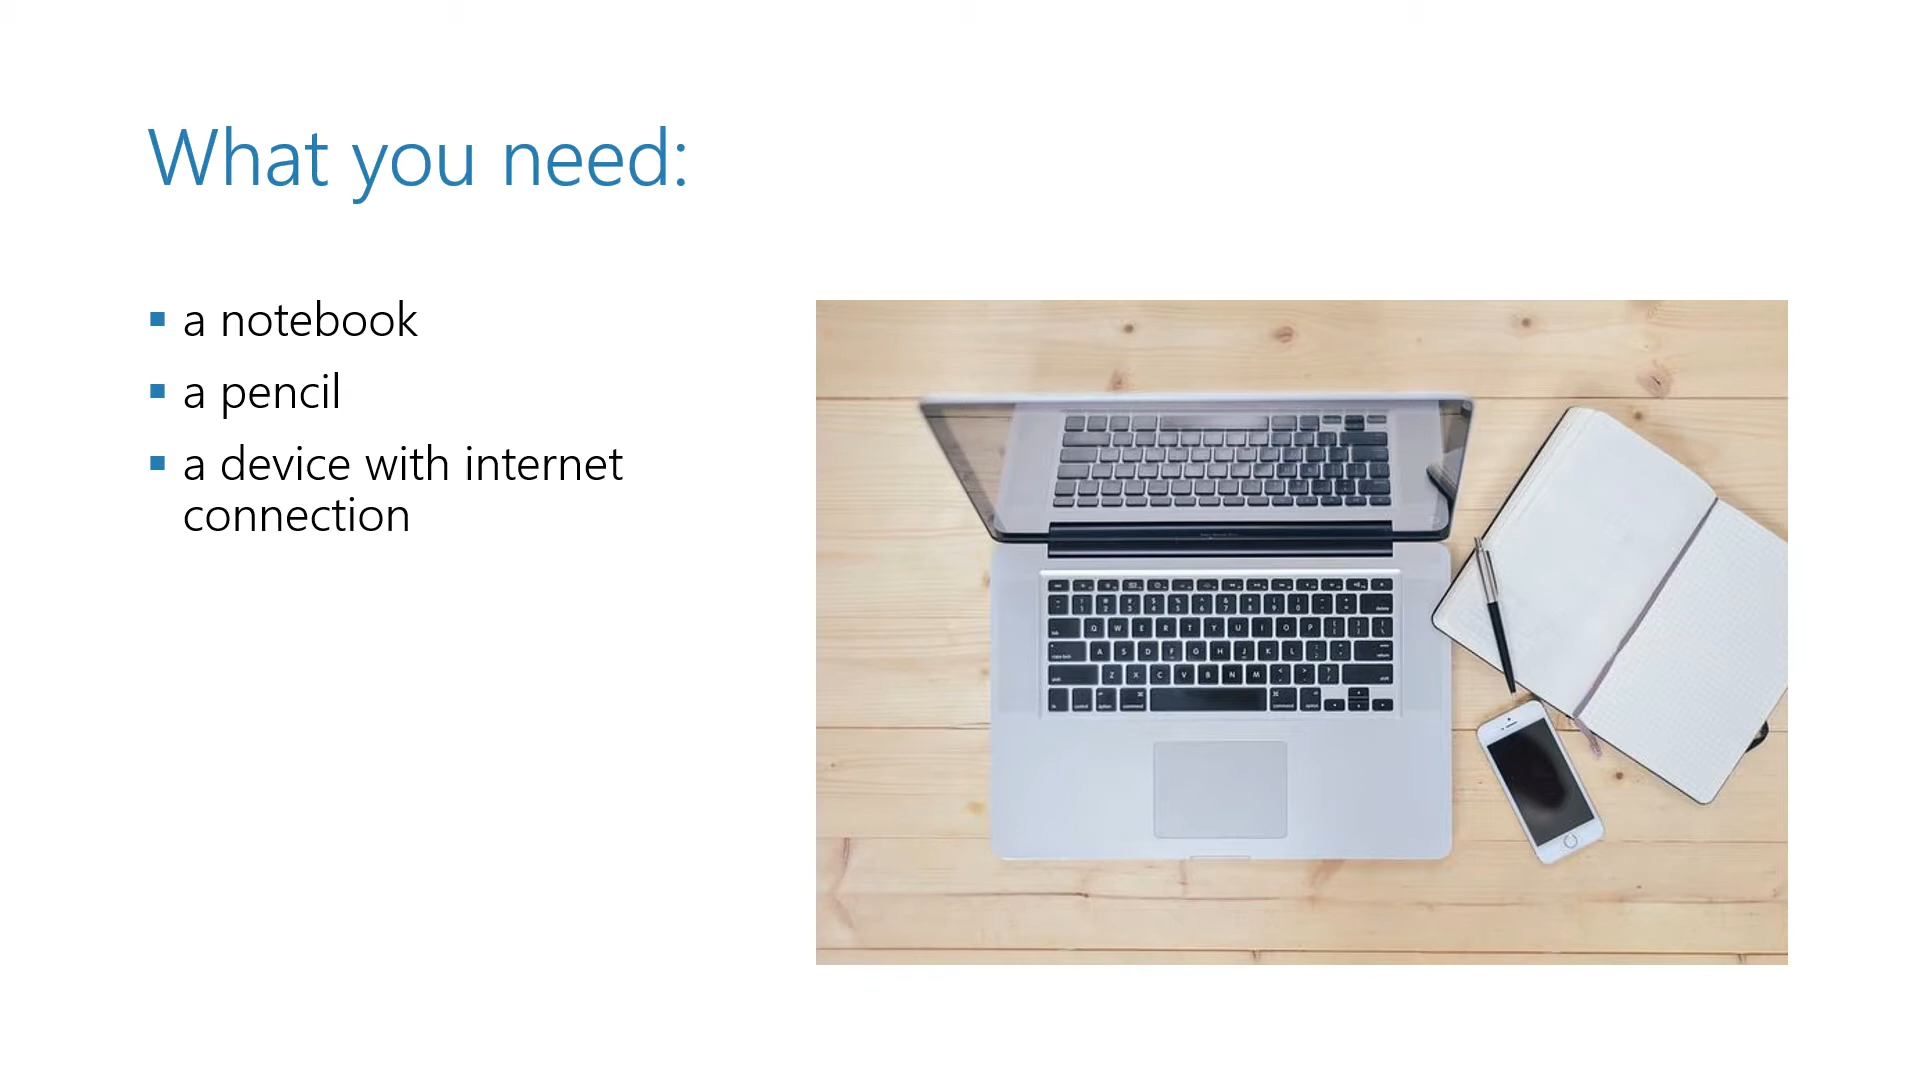 What you need:
a notebook
a pencil
a device with internet
connection